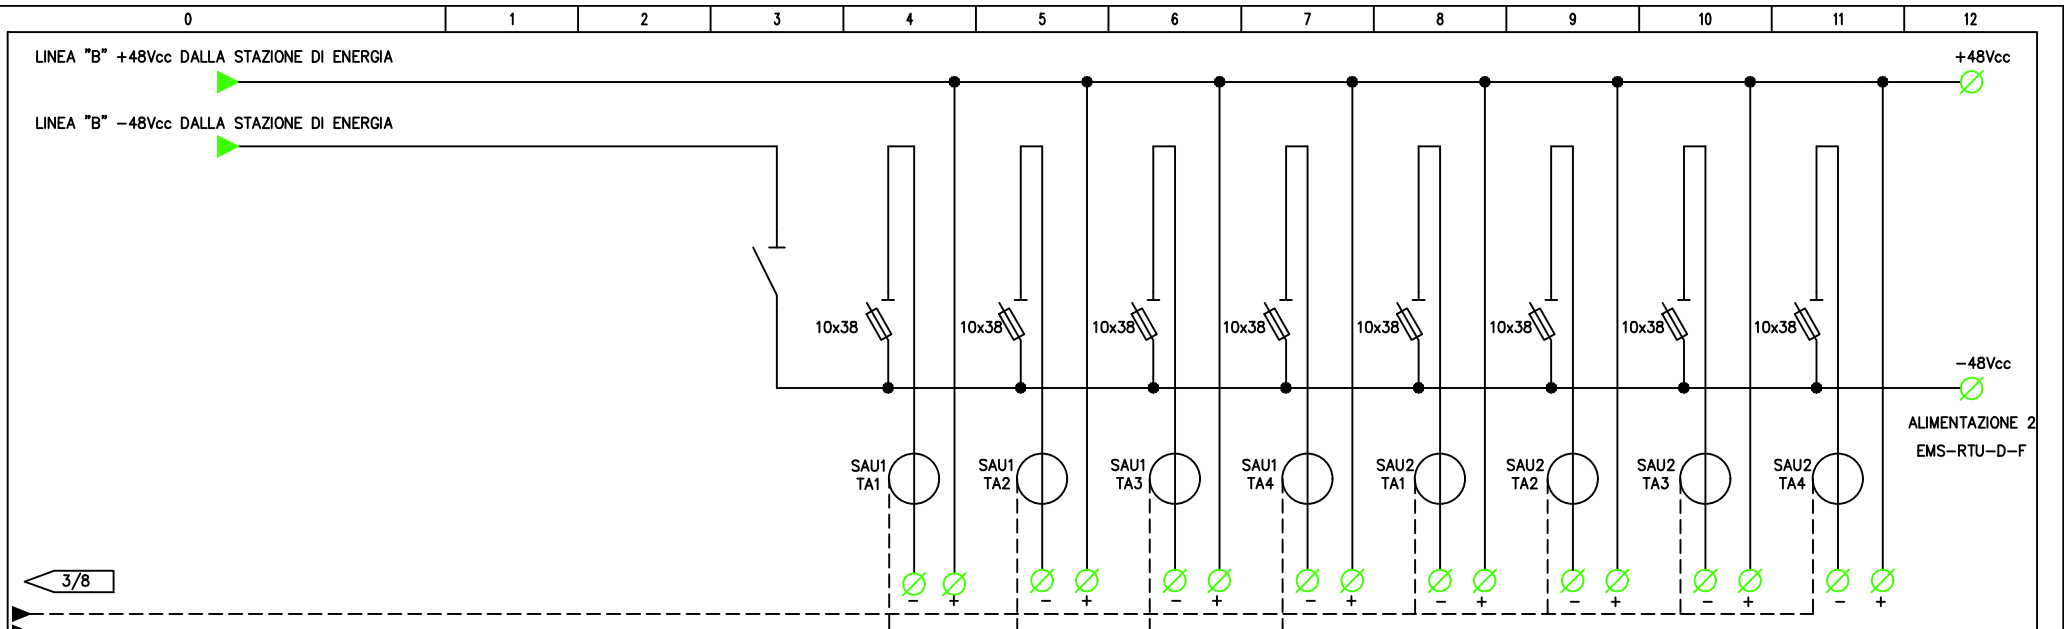 0 1 2 3 4 5 6 7 8 9 10 11 12
LINEA "B" +48Vcc DALLA STAZIONE DI ENERGIA
+48Vcc
LINEA "B" -48Vcc DALLA STAZIONE DI ENERGIA
10x38 10x38 10x38 10x38 10x38 10x38 10x38 10x38
-48Vcc
ALIMENTAZIONE 2
EMS-RTU-D-F
SAU1 SAU1 SAU1 SAU1 SAU2 SAU2 SAU2 SAU2
TA1 TA2 TA3 TA4 TA1 TA2 TA3 TA4
3/8
- + - + - + - + - + - + - + - +